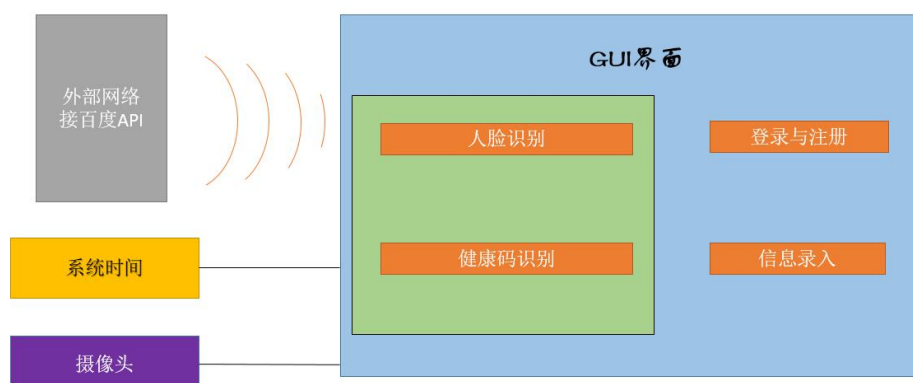 外部网络
接百度API
GUI界面
人脸识别
登录与注册
健康码识别
信息录入
系统时间
摄像头